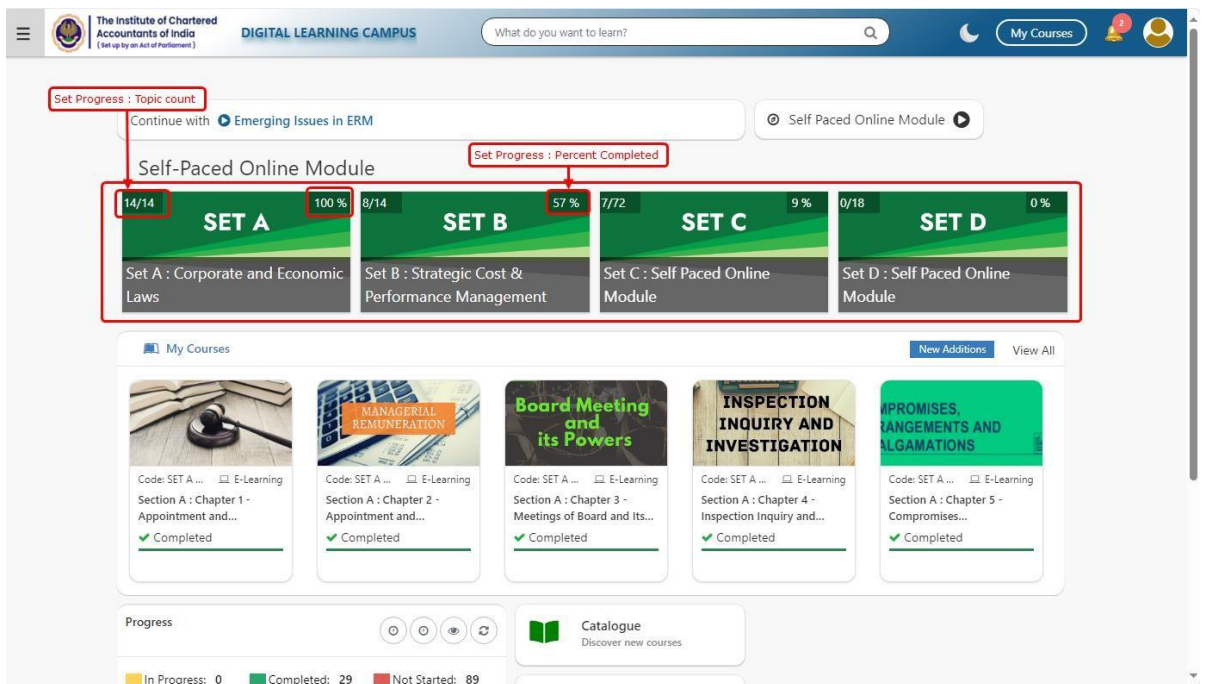 The Institute of Chartered
Accountants of India
(Set up by an Act of Parliament)
DIGITAL LEARNING CAMPUS
What do you want to learn?
My Courses
2
Set Progress : Topic count
Continue with Emerging Issues in ERM
Self Paced Online Module
Set Progress : Percent Completed
Self-Paced Online Module
14/14 100 %
SET A
Set A : Corporate and Economic
Laws
8/14 57 %
SET B
Set B : Strategic Cost &
Performance Management
7/72 9 %
SET C
Set C : Self Paced Online
Module
0/18 0 %
SET D
Set D : Self Paced Online
Module
My Courses
New Additions
View All
Code: SET A ... E-Learning
Section A : Chapter 1 -
Appointment and...
Completed
MANAGERIAL
REMUNERATION
Code: SET A ... E-Learning
Section A : Chapter 2 -
Appointment and...
Completed
Board Meeting
and
its Powers
Code: SET A ... E-Learning
Section A : Chapter 3 -
Meetings of Board and Its...
Completed
INSPECTION
INQUIRY AND
INVESTIGATION
Code: SET A ... E-Learning
Section A : Chapter 4 -
Inspection Inquiry and...
Completed
MPROMISES,
RANGEMENTS AND
ALGAMATIONS
Code: SET A ... E-Learning
Section A : Chapter 5 -
Compromises...
Completed
Progress
In Progress: 0 Completed: 29 Not Started: 89
Catalogue
Discover new courses